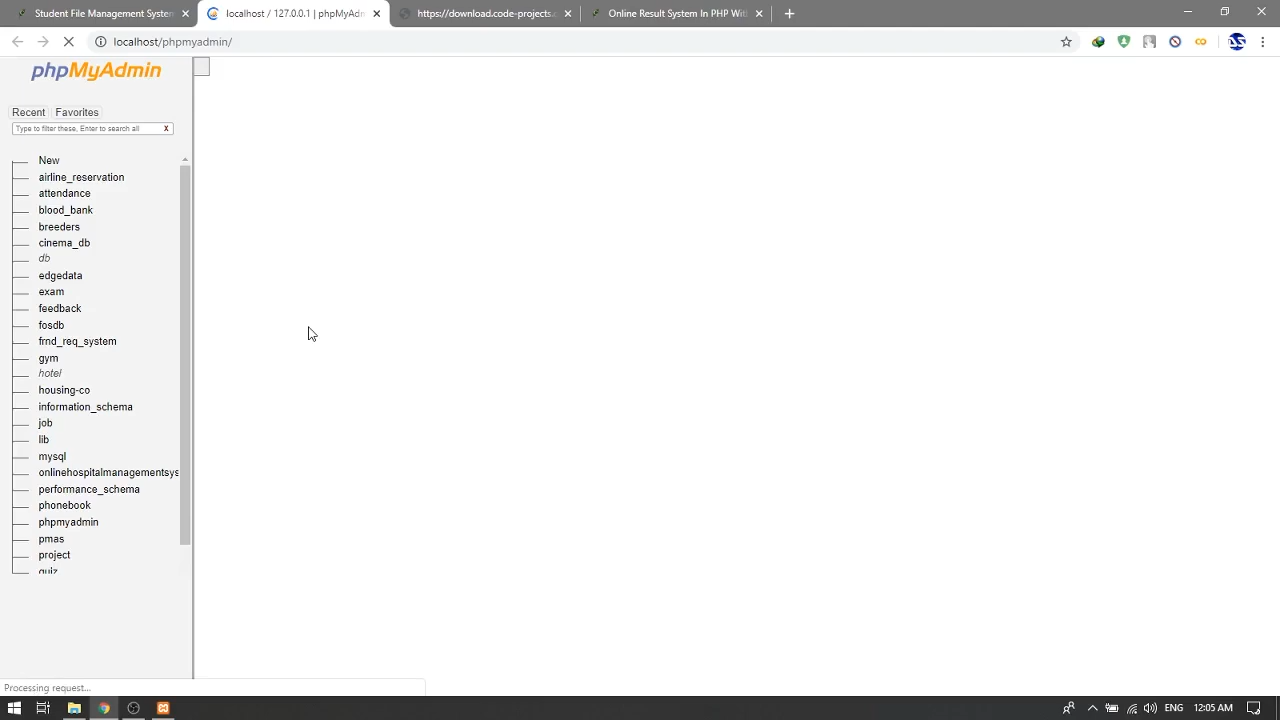 Student File Management System
localhost / 127.0.0.1 | phpMyAdm
https://download.code-projects.
Online Result System In PHP Wit
localhost/phpmyadmin/
phpMyAdmin
Recent Favorites
Type to filter these, Enter to search all X
New
airline_reservation
attendance
blood_bank
breeders
cinema_db
db
edgedata
exam
feedback
fosdb
frnd_req_system
gym
hotel
housing-co
information_schema
job
lib
mysql
onlinehospitalmanagementsys
performance_schema
phonebook
phpmyadmin
pmas
project
quiz
Processing request...
ENG 12:05 AM